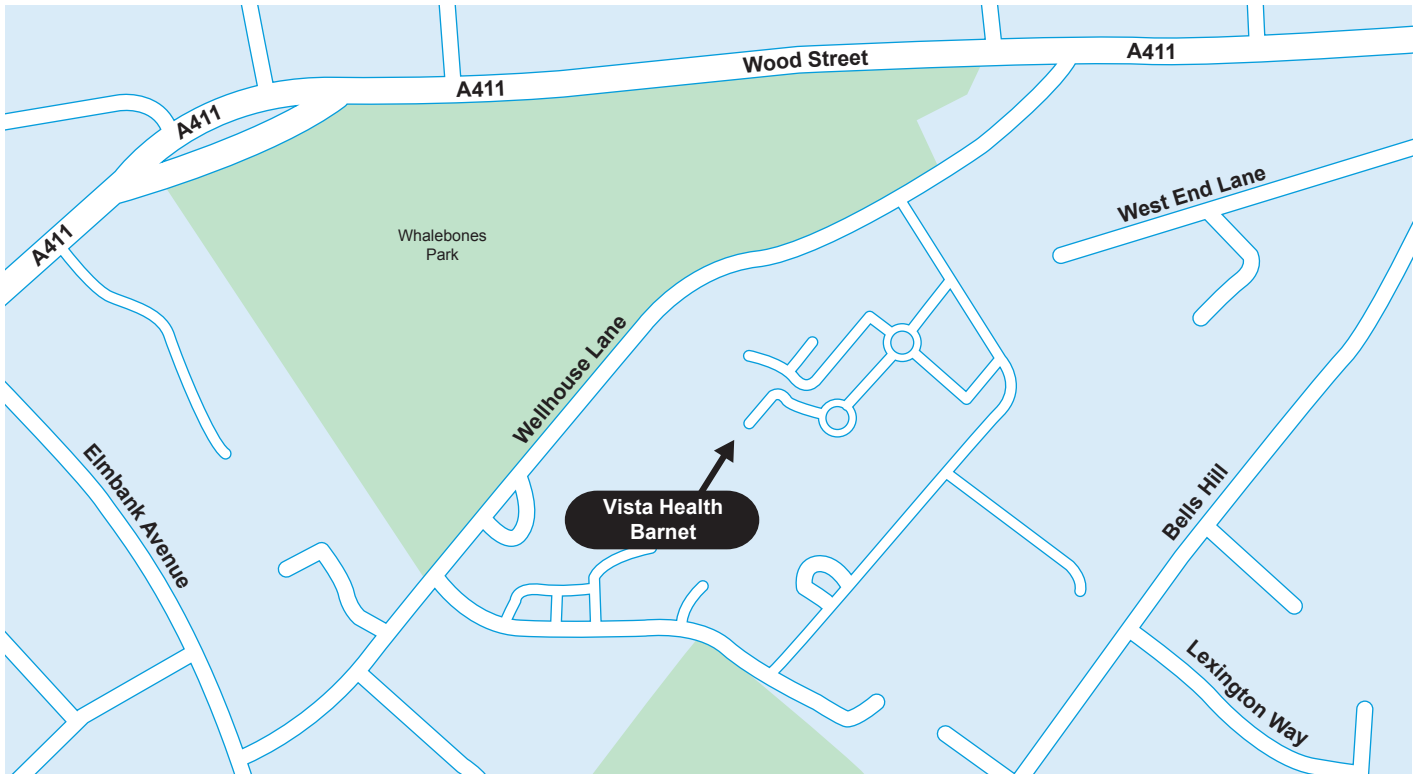 Wood Street
A411
A411
A411
A411
West End Lane
Whalebones
Park
Wellhouse Lane
Elmbank Avenue
Vista Health
Barnet
Bells Hill
Lexington Way